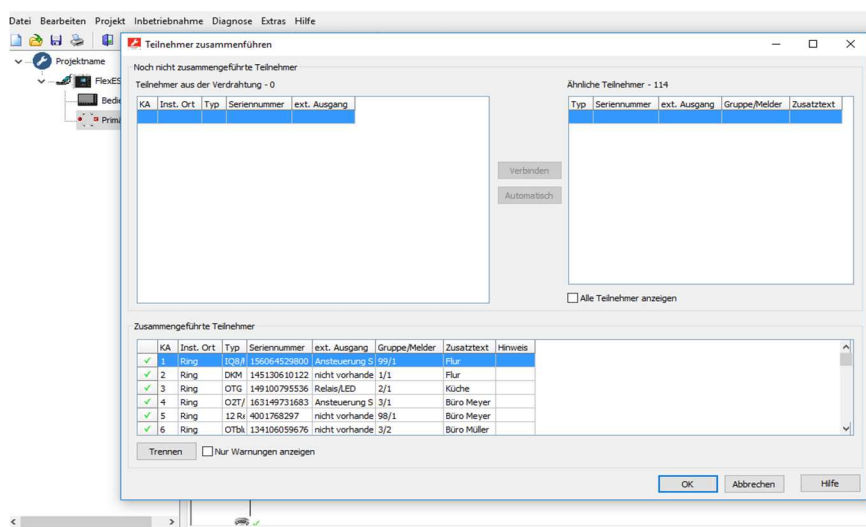 Datei Bearbeiten Projekt Inbetriebnahme Diagnose Extras Hilfe
Teilnehmer zusammenführen
Projektname
FlexES
Bedie
Primä
Noch nicht zusammengeführte Teilnehmer
Teilnehmer aus der Verdrahtung - 0
KA Inst. Ort Typ Seriennummer ext. Ausgang
Verbinden
Automatisch
Ähnliche Teilnehmer - 114
Typ Seriennummer ext. Ausgang Gruppe/Melder Zusatztext
Alle Teilnehmer anzeigen
Zusammengeführte Teilnehmer
KA Inst. Ort Typ Seriennummer ext. Ausgang Gruppe/Melder Zusatztext Hinweis
1 Ring IQ8/ 156064529800 Ansteuerung S 99/1 Flur
2 Ring DKM 145130610122 nicht vorhande 1/1 Flur
3 Ring OTG 149100795536 Relais/LED 2/1 Küche
4 Ring O2T/ 163149731683 Ansteuerung S 3/1 Büro Meyer
5 Ring 12 Re 4001768297 nicht vorhande 98/1 Büro Meyer
6 Ring OTblu 134106059676 nicht vorhande 3/2 Büro Müller
Trennen
Nur Warnungen anzeigen
OK Abbrechen Hilfe